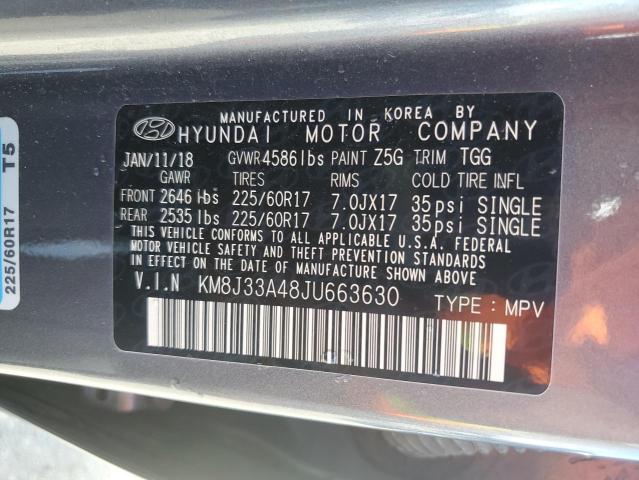 MANUFACTURED IN KOREA BY
HYUNDAI MOTOR COMPANY
JAN/11/18 GVWR4586lbs PAINT Z5G TRIM TGG
GAWR TIRES RIMS COLD TIRE INFL
FRONT 2646 lbs 225/60R17 7.0JX17 35psi SINGLE
REAR 2535 lbs 225/60R17 7.0JX17 35psi SINGLE
THIS VEHICLE CONFORMS TO ALL APPLICABLE U.S.A. FEDERAL
MOTOR VEHICLE SAFETY AND THEFT PREVENTION STANDARDS
IN EFFECT ON THE DATE OF MANUFACTURE SHOWN ABOVE.
V.I.N KM8J33A48JU663630 TYPE : MPV
225/60R17 T5